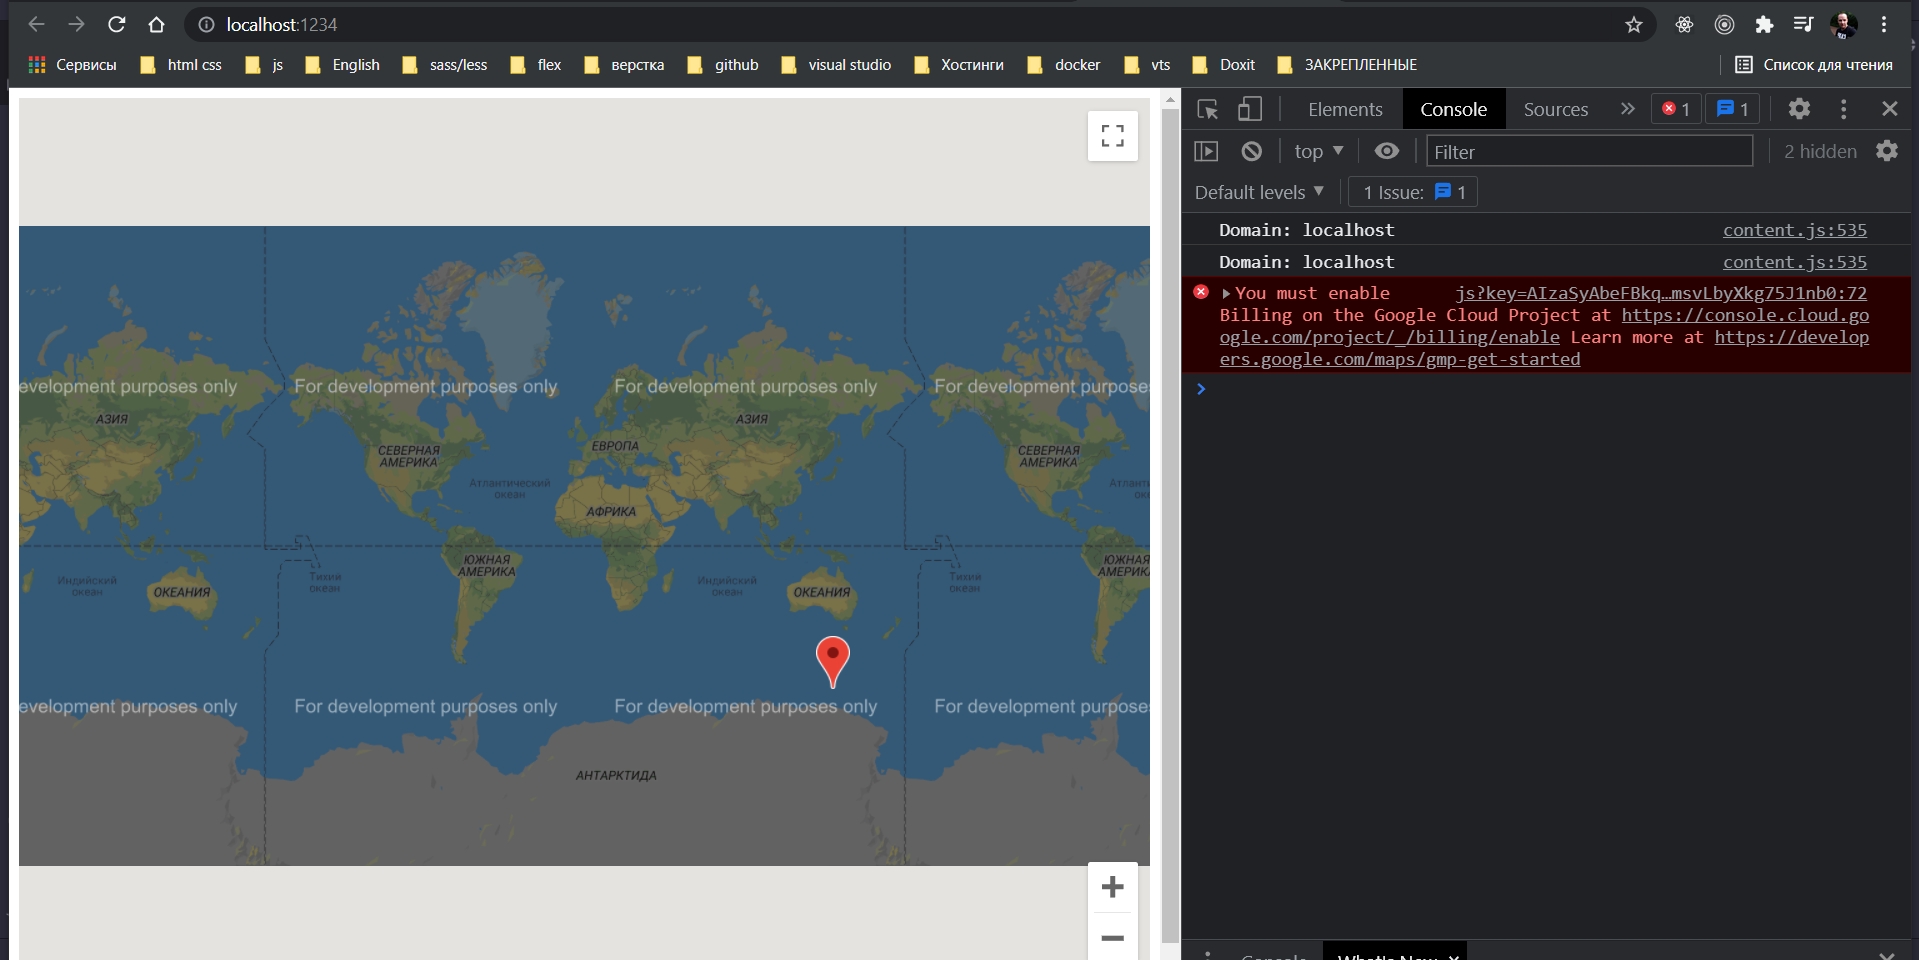 localhost:1234
Сервисы html css js English sass/less flex верстка github visual studio Хостинги docker vts Doxit ЗАКРЕПЛЕННЫЕ Список для чтения
Elements Console Sources 1 1
top Filter 2 hidden
Default levels 1 Issue: 1
Domain: localhost content.js:535
Domain: localhost content.js:535
You must enable js?key=AIzaSyAbeFBkq…msvLbyXkg75J1nb0:72
Billing on the Google Cloud Project at https://console.cloud.go
ogle.com/project/_/billing/enable Learn more at https://develop
ers.google.com/maps/gmp-get-started
evelopment purposes only For development purposes only For development purposes only For development purpose
АЗИЯ АЗИЯ
ЕВРОПА
СЕВЕРНАЯ
АМЕРИКА
СЕВЕРНАЯ
АМЕРИКА
Атлантический
океан
Атлант
ок
АФРИКА
ЮЖНАЯ
АМЕРИКА
ЮЖНАЯ
АМЕРИК
Индийский
океан
Тихий
океан
Индийский
океан
Тихий
океан
ОКЕАНИЯ ОКЕАНИЯ
evelopment purposes only For development purposes only For development purposes only For development purpose
АНТАРКТИДА
Console What's New